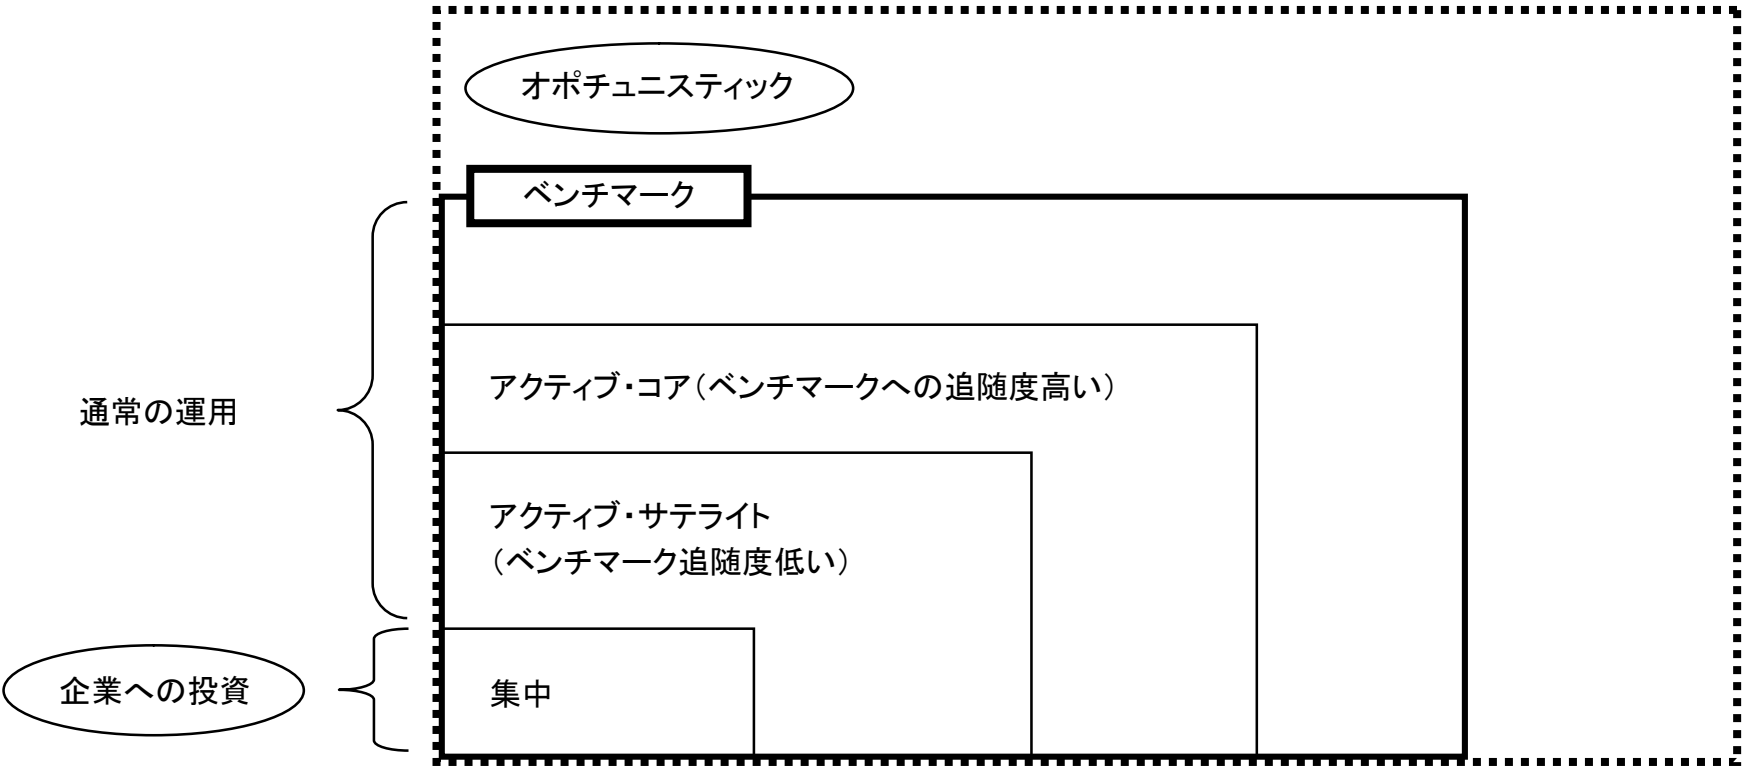 オポチュニスティック
ベンチマーク
アクティブ・コア（ベンチマークへの追随度高い）
通常の運用
アクティブ・サテライト
（ベンチマーク追随度低い）
企業への投資
集中